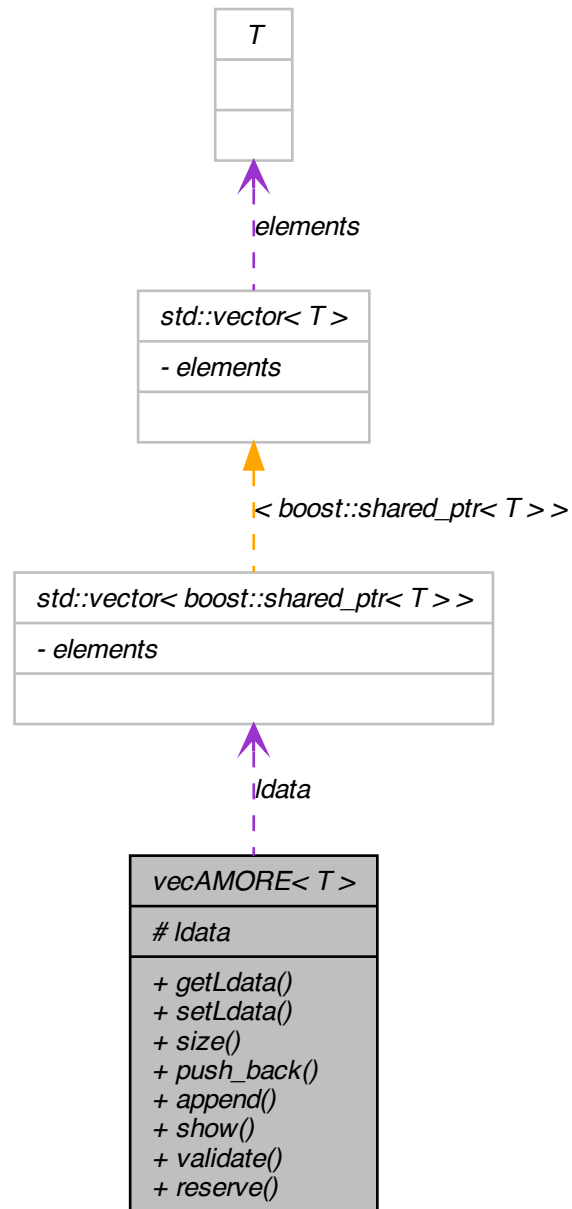 T
elements
std::vector< T >
- elements
< boost::shared_ptr< T > >
std::vector< boost::shared_ptr< T > >
- elements
ldata
vecAMORE< T >
# ldata
+ getLdata()
+ setLdata()
+ size()
+ push_back()
+ append()
+ show()
+ validate()
+ reserve()